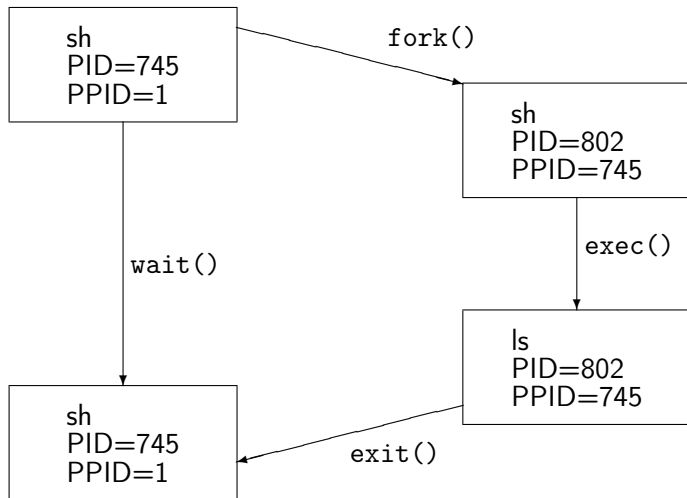 sh
PID=745
PPID=1
fork()
sh
PID=802
PPID=745
wait()
exec()
ls
PID=802
PPID=745
sh
PID=745
PPID=1
exit()